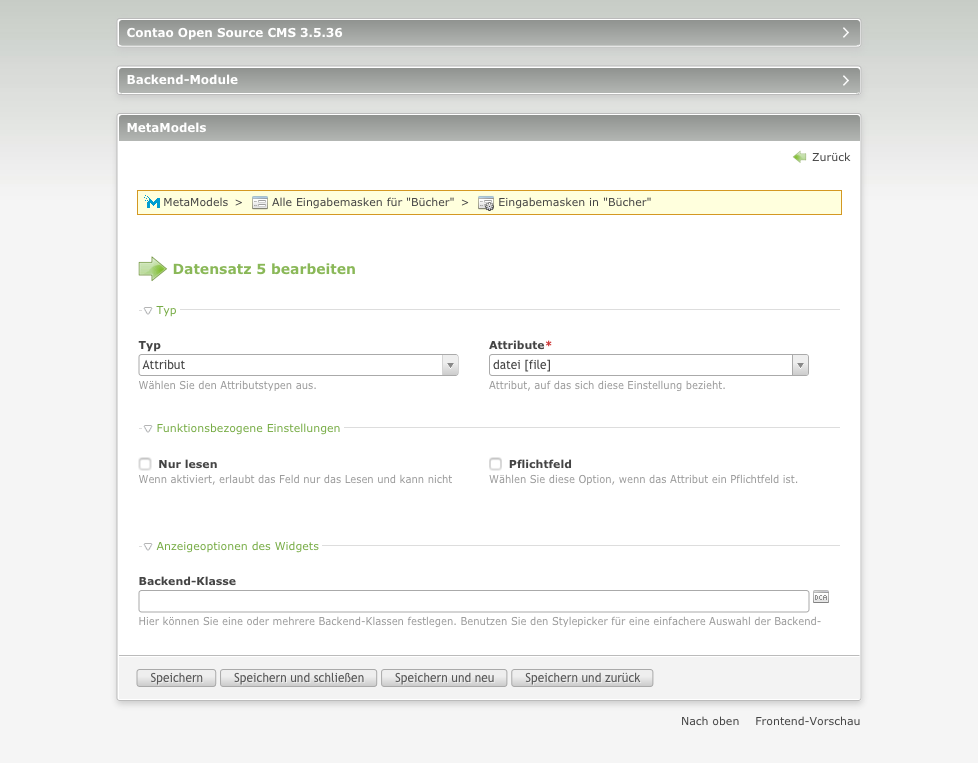 Contao Open Source CMS 3.5.36
Backend-Module
MetaModels
Zurück
MetaModels > Alle Eingabemasken für "Bücher" > Eingabemasken in "Bücher"
Datensatz 5 bearbeiten
Typ
Typ
Attribut
Wählen Sie den Attributstypen aus.
Attribute*
datei [file]
Attribut, auf das sich diese Einstellung bezieht.
Funktionsbezogene Einstellungen
Nur lesen
Wenn aktiviert, erlaubt das Feld nur das Lesen und kann nicht
Pflichtfeld
Wählen Sie diese Option, wenn das Attribut ein Pflichtfeld ist.
Anzeigeoptionen des Widgets
Backend-Klasse
DCA
Hier können Sie eine oder mehrere Backend-Klassen festlegen. Benutzen Sie den Stylepicker für eine einfachere Auswahl der Backend-
Speichern
Speichern und schließen
Speichern und neu
Speichern und zurück
Nach oben
Frontend-Vorschau